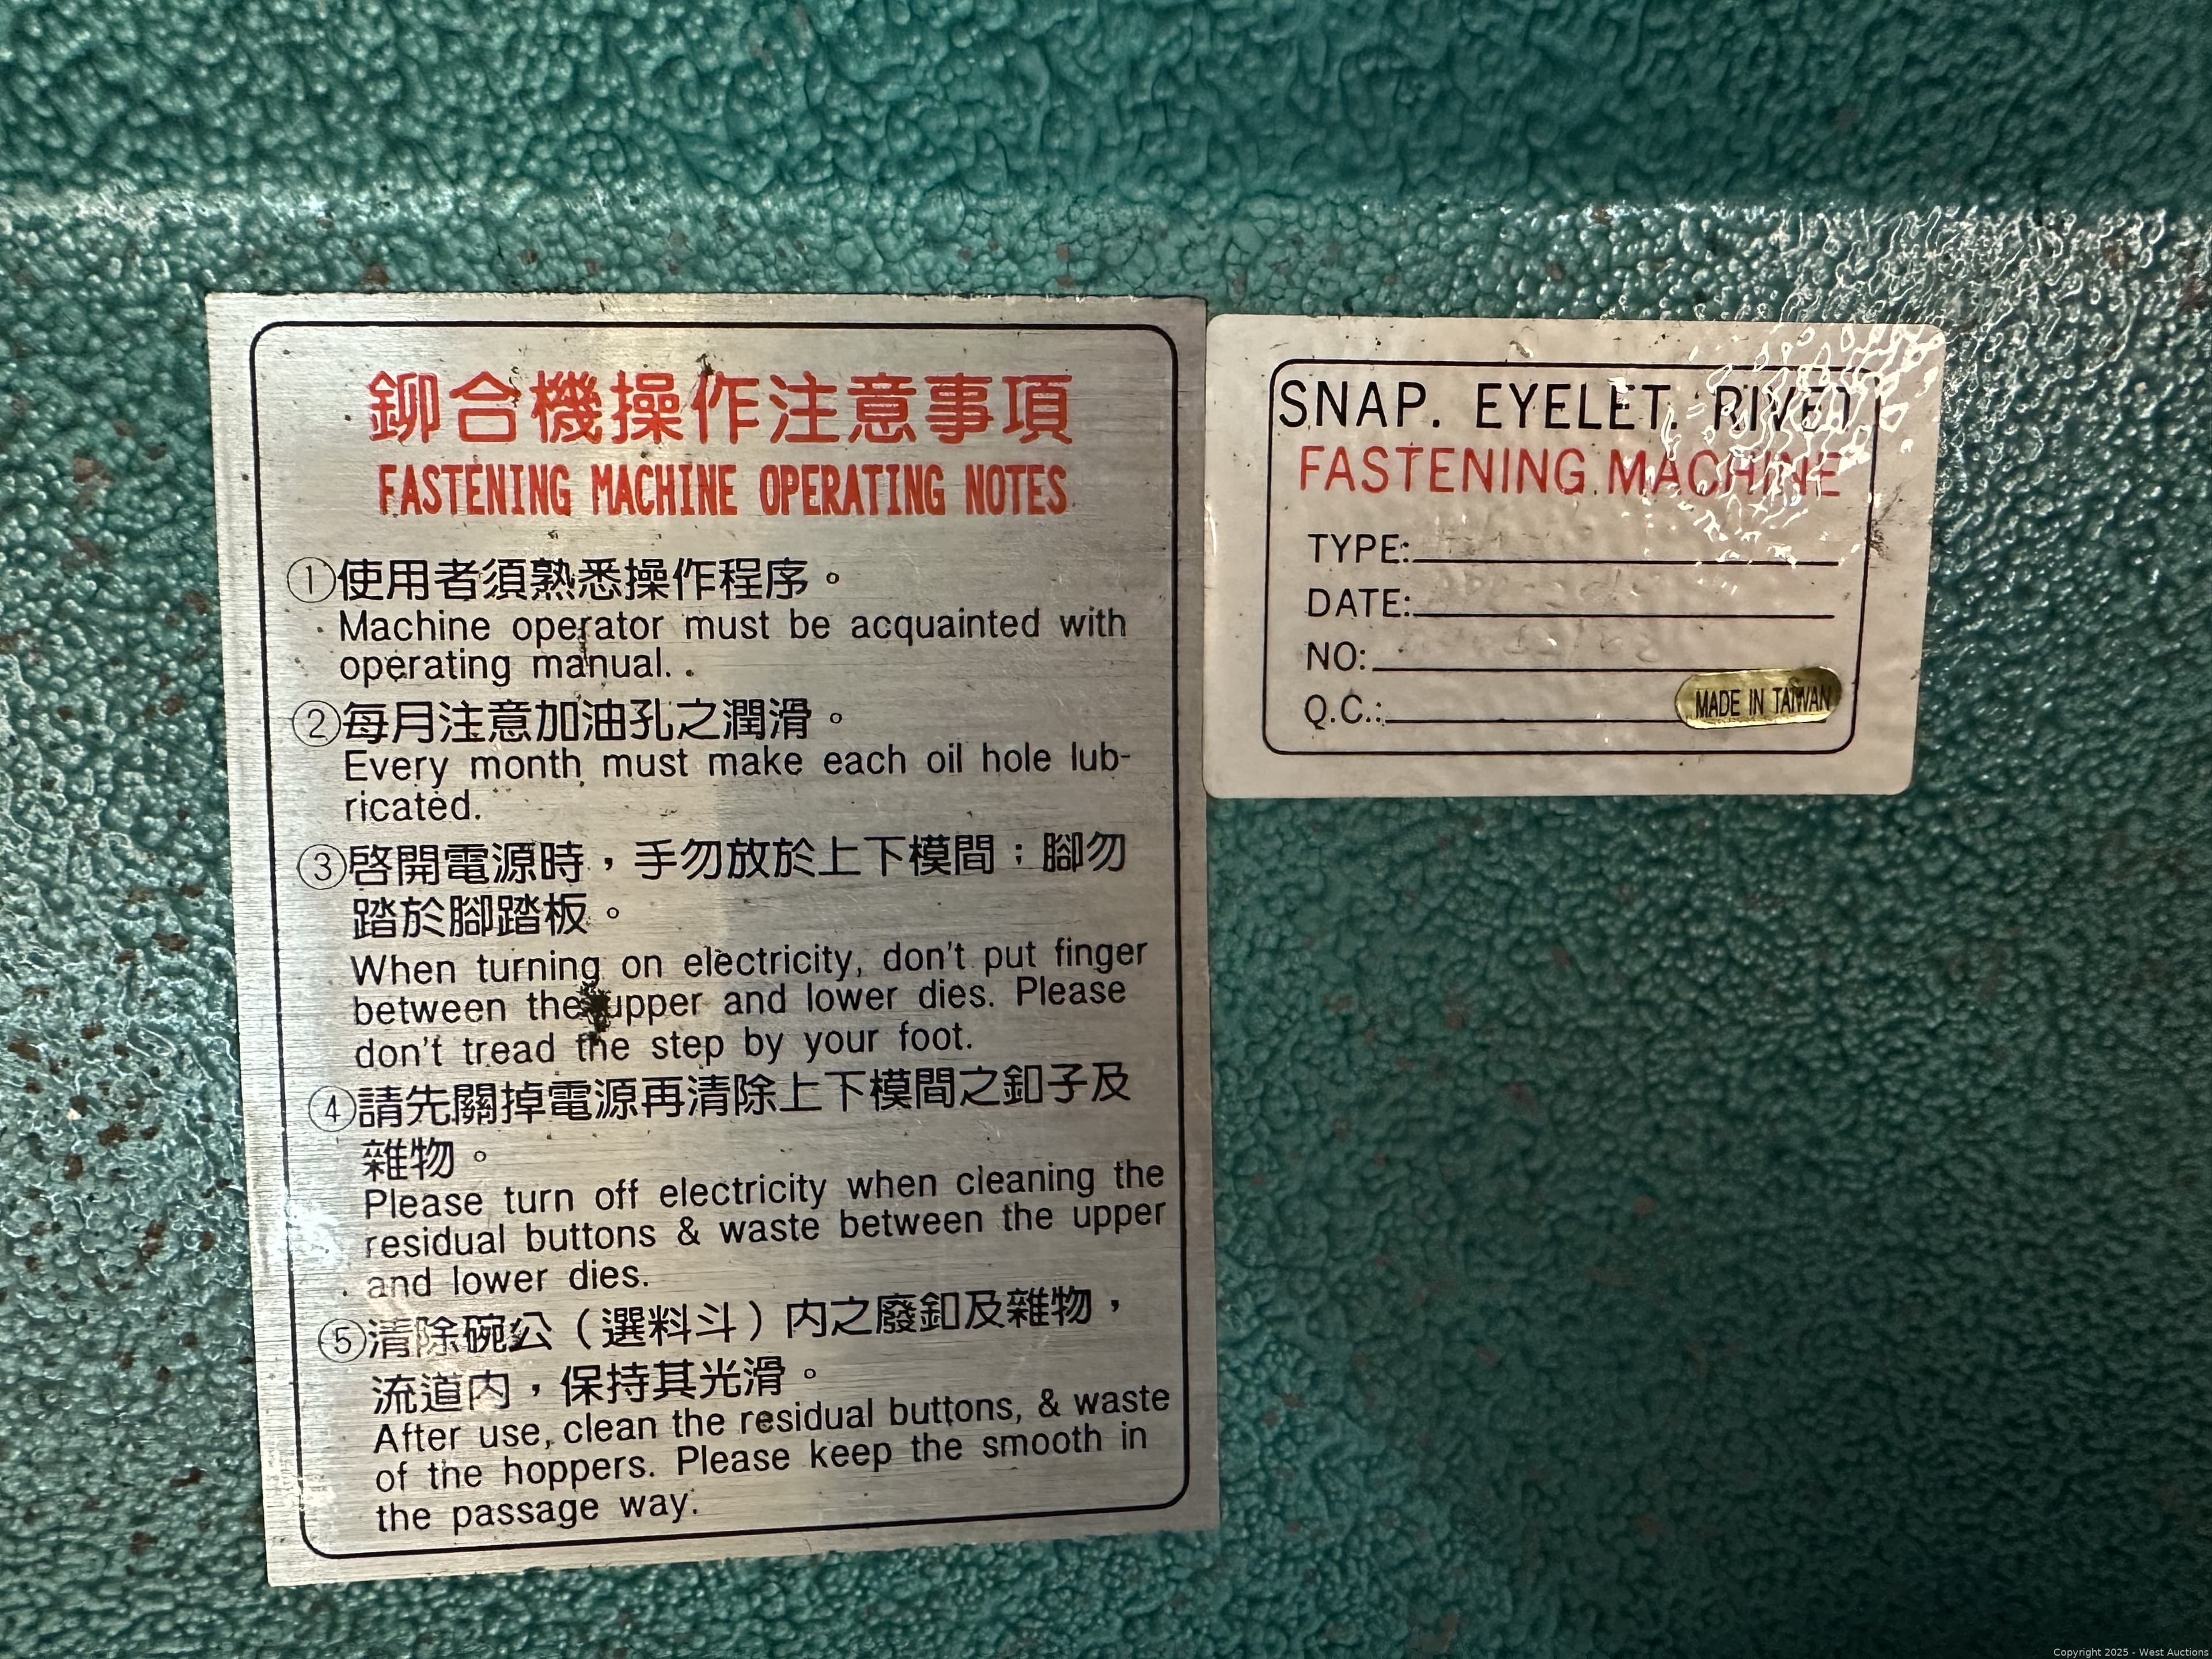 鉚合機操作注意事項
FASTENING MACHINE OPERATING NOTES
①使用者須熟悉操作程序。
Machine operator must be acquainted with
operating manual.
②每月注意加油孔之潤滑。
Every month must make each oil hole lub-
ricated.
③啓開電源時，手勿放於上下模間；腳勿
踏於腳踏板。
When turning on electricity, don't put finger
between the upper and lower dies. Please
don't tread the step by your foot.
④請先關掉電源再清除上下模間之釦子及
雜物。
Please turn off electricity when cleaning the
residual buttons & waste between the upper
and lower dies.
⑤清除碗公（選料斗）内之廢釦及雜物，
流道内，保持其光滑。
After use, clean the residual buttons, & waste
of the hoppers. Please keep the smooth in
the passage way.
SNAP. EYELET. RIVET
FASTENING MACHINE
TYPE:
DATE:
NO:
Q.C.:
MADE IN TAIWAN
Copyright 2025 - West Auctions